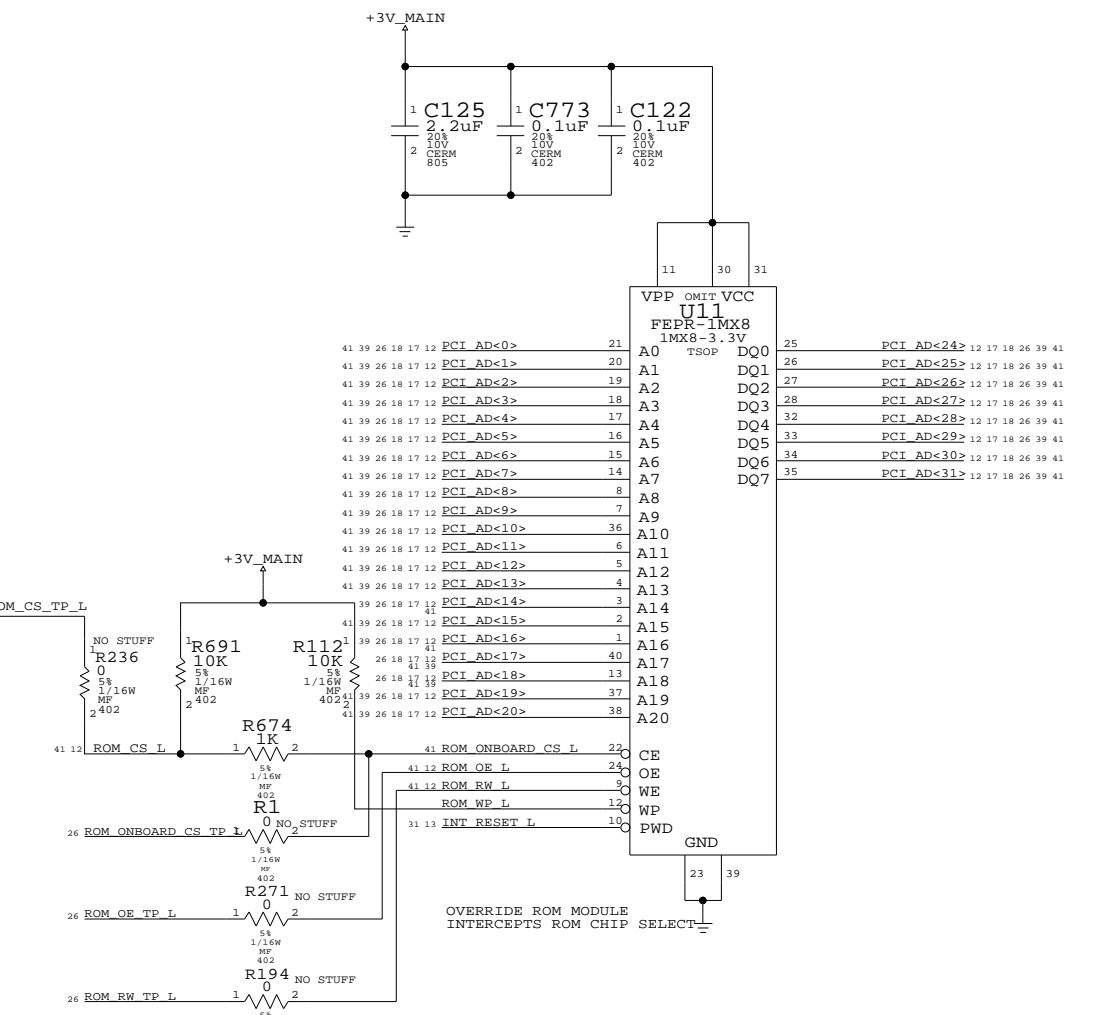 +3V_MAIN
1 C125
2.2uF
20%
10V
2 CERM
805
1 C773
0.1uF
20%
10V
2 CERM
402
1 C122
0.1uF
20%
10V
2 CERM
402
11 30 31
VPP OMIT VCC
U11
FEPR-1MX8
1MX8-3.3V
TSOP
41 39 26 18 17 12 PCI_AD<0> 21 A0
41 39 26 18 17 12 PCI_AD<1> 20 A1
41 39 26 18 17 12 PCI_AD<2> 19 A2
41 39 26 18 17 12 PCI_AD<3> 18 A3
41 39 26 18 17 12 PCI_AD<4> 17 A4
41 39 26 18 17 12 PCI_AD<5> 16 A5
41 39 26 18 17 12 PCI_AD<6> 15 A6
41 39 26 18 17 12 PCI_AD<7> 14 A7
41 39 26 18 17 12 PCI_AD<8> 8 A8
41 39 26 18 17 12 PCI_AD<9> 7 A9
41 39 26 18 17 12 PCI_AD<10> 36 A10
41 39 26 18 17 12 PCI_AD<11> 6 A11
41 39 26 18 17 12 PCI_AD<12> 5 A12
41 39 26 18 17 12 PCI_AD<13> 4 A13
39 26 18 17 12 PCI_AD<14> 3 A14
41
41 39 26 18 17 12 PCI_AD<15> 2 A15
39 26 18 17 12 PCI_AD<16> 1 A16
41
26 18 17 12 PCI_AD<17> 40 A17
41 39
26 18 17 12 PCI_AD<18> 13 A18
41 39
41 39 26 18 17 12 PCI_AD<19> 37 A19
41 39 26 18 17 12 PCI_AD<20> 38 A20
DQ0 25 PCI_AD<24> 12 17 18 26 39 41
DQ1 26 PCI_AD<25> 12 17 18 26 39 41
DQ2 27 PCI_AD<26> 12 17 18 26 39 41
DQ3 28 PCI_AD<27> 12 17 18 26 39 41
DQ4 32 PCI_AD<28> 12 17 18 26 39 41
DQ5 33 PCI_AD<29> 12 17 18 26 39 41
DQ6 34 PCI_AD<30> 12 17 18 26 39 41
DQ7 35 PCI_AD<31> 12 17 18 26 39 41
+3V_MAIN
OM_CS_TP_L
NO STUFF
1 R236
0
5%
1/16W
MF
2 402
1 R691
10K
5%
1/16W
MF
2 402
R112 1
10K
5%
1/16W
MF
402 2
R674
1K
41 12 ROM_CS_L 1 2
5%
1/16W
MF
402
41 ROM_ONBOARD_CS_L 22 CE
41 12 ROM_OE_L 24 OE
41 12 ROM_RW_L 9 WE
ROM_WP_L 12 WP
31 13 INT_RESET_L 10 PWD
R1
0 NO STUFF
26 ROM_ONBOARD_CS_TP_L 1 2
5%
1/16W
MF
402
GND
23 39
R271
0 NO STUFF
26 ROM_OE_TP_L 1 2
5%
1/16W
MF
402
OVERRIDE ROM MODULE
INTERCEPTS ROM CHIP SELECT
R194
0 NO STUFF
26 ROM_RW_TP_L 1 2
5%